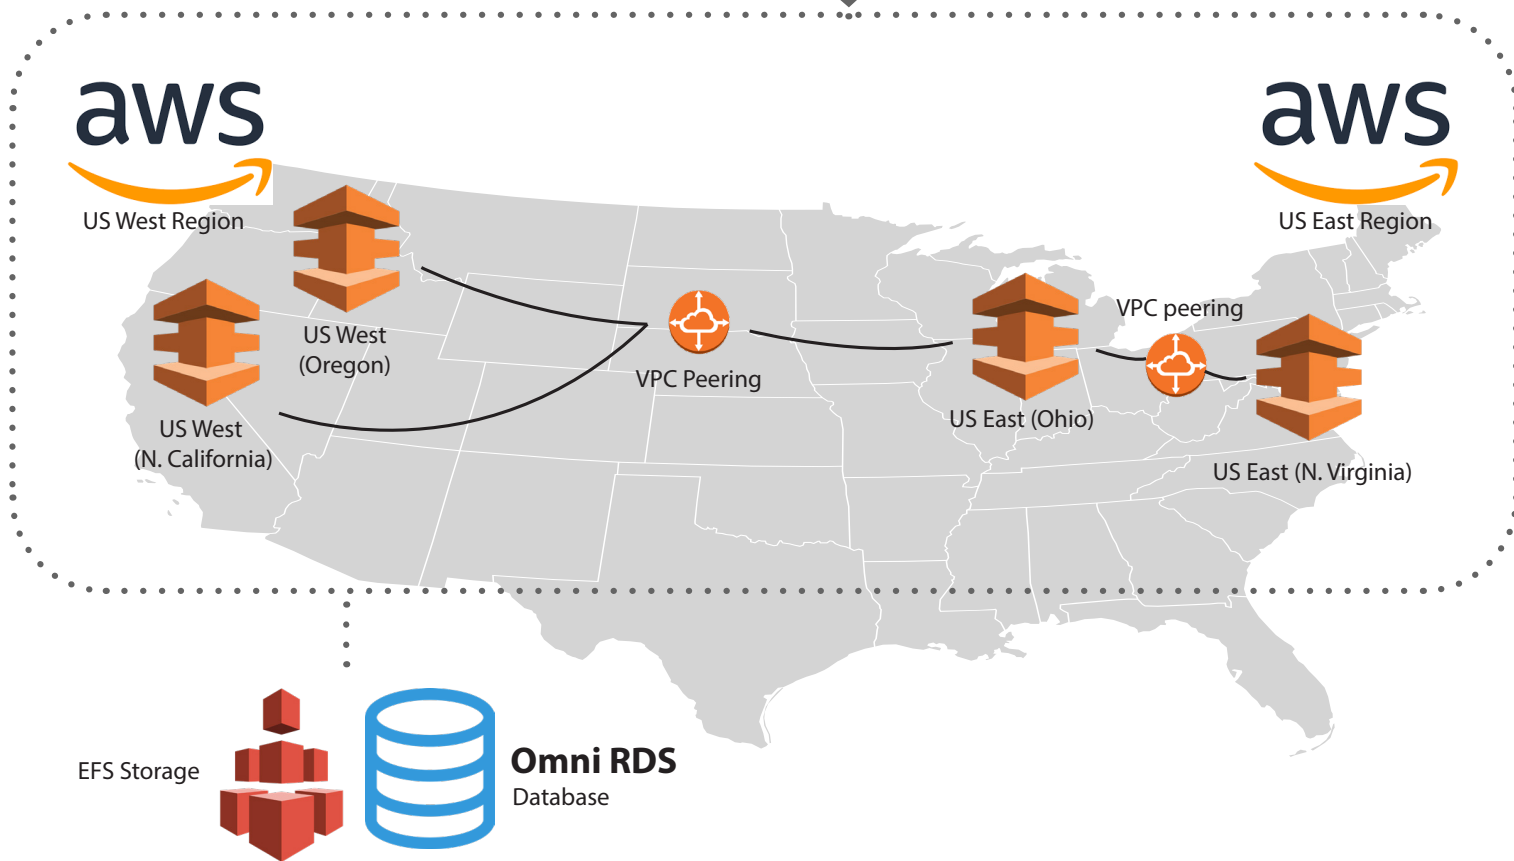 aws
US West Region
aws
US East Region
US West
(Oregon)
US West
(N. California)
VPC Peering
US East (Ohio)
VPC peering
US East (N. Virginia)
EFS Storage
Omni RDS
Database